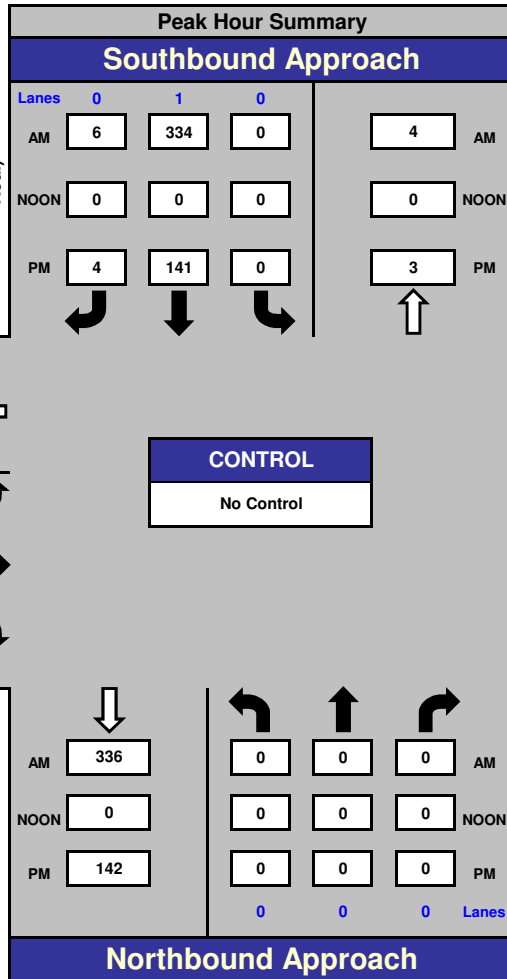 Peak Hour Summary
Southbound Approach
Lanes 0 1 0
AM 6 334 0 4 AM
NOON 0 0 0 0 NOON
PM 4 141 0 3 PM
CONTROL
No Control
AM 336 0 0 0 AM
NOON 0 0 0 0 NOON
PM 142 0 0 0 PM
0 0 0 Lanes
Northbound Approach